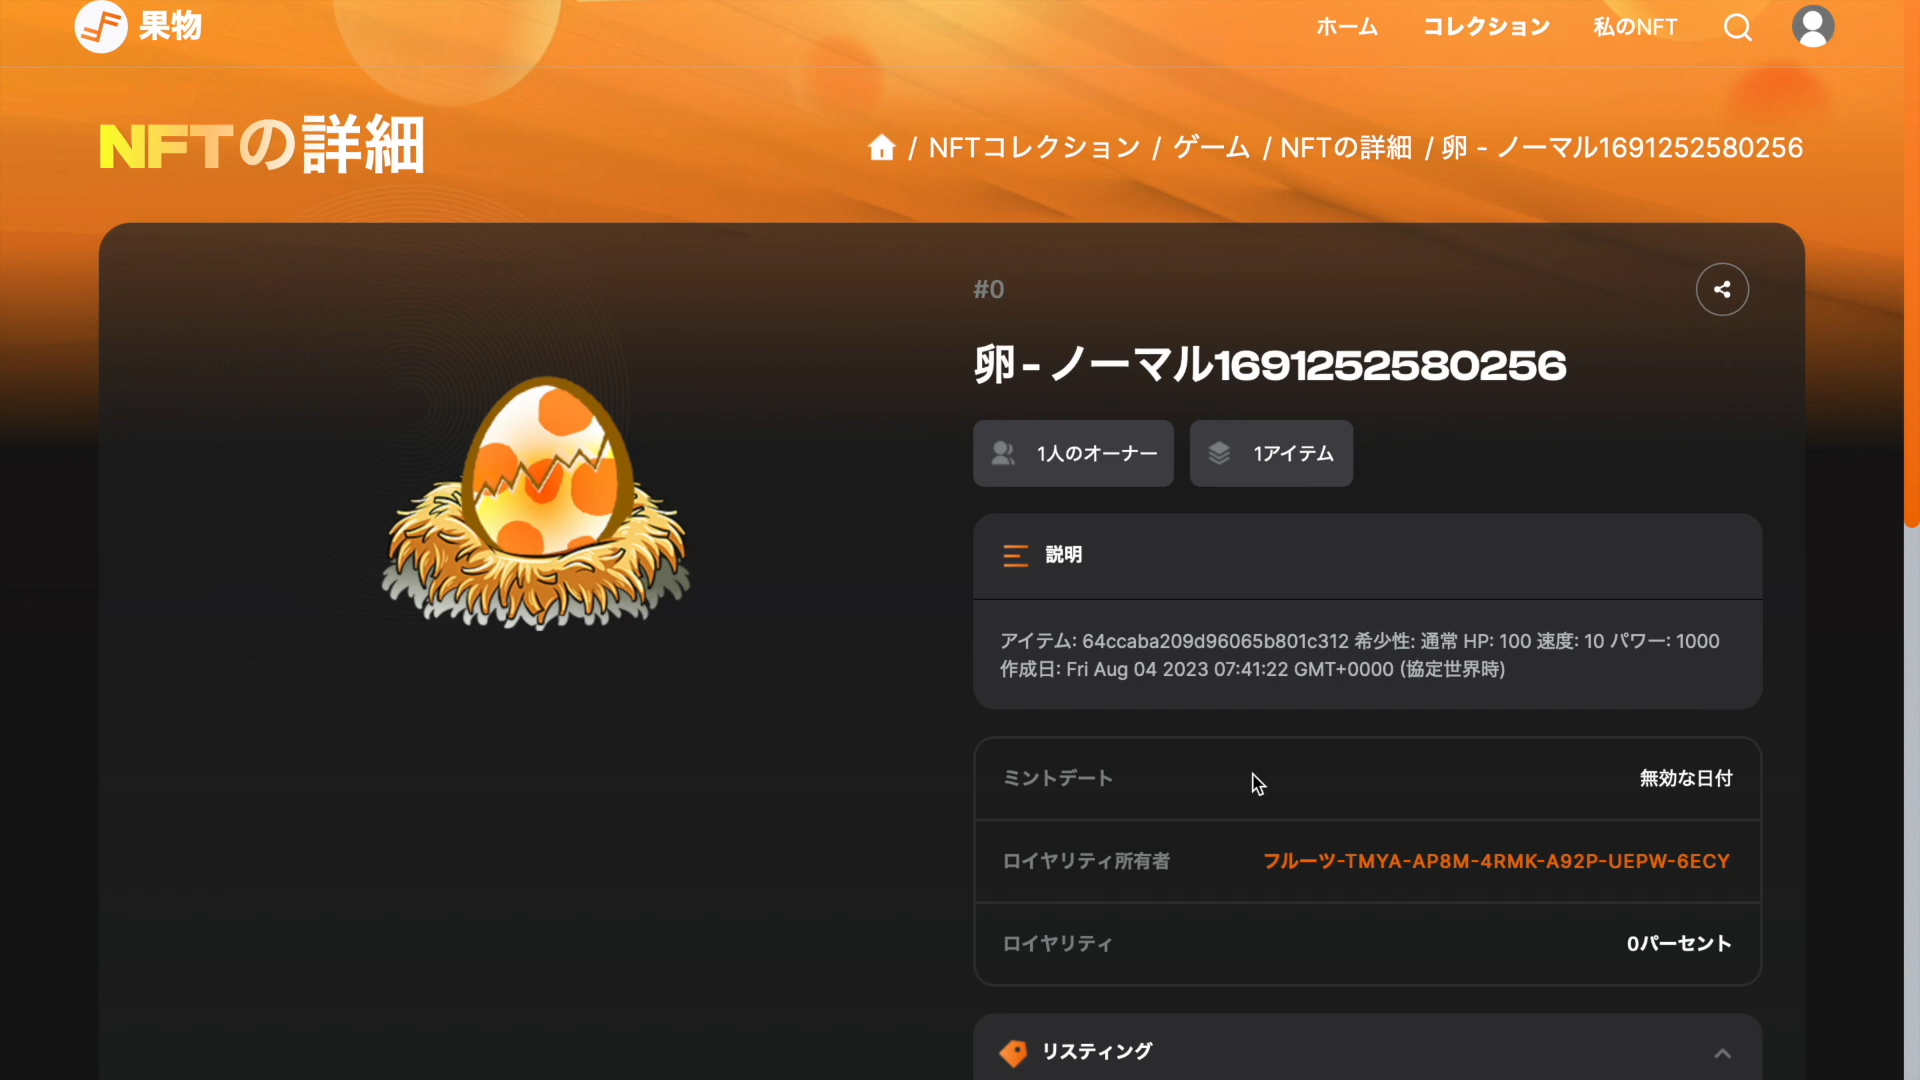 果物
ホーム
コレクション
私のNFT
NFTの詳細
/ NFTコレクション / ゲーム / NFTの詳細 / 卵 - ノーマル1691252580256
#0
卵 - ノーマル1691252580256
1人のオーナー
1アイテム
説明
アイテム: 64ccaba209d96065b801c312 希少性: 通常 HP: 100 速度: 10 パワー: 1000
作成日: Fri Aug 04 2023 07:41:22 GMT+0000 (協定世界時)
ミントデート
無効な日付
ロイヤリティ所有者
フルーツ-TMYA-AP8M-4RMK-A92P-UEPW-6ECY
ロイヤリティ
0パーセント
リスティング